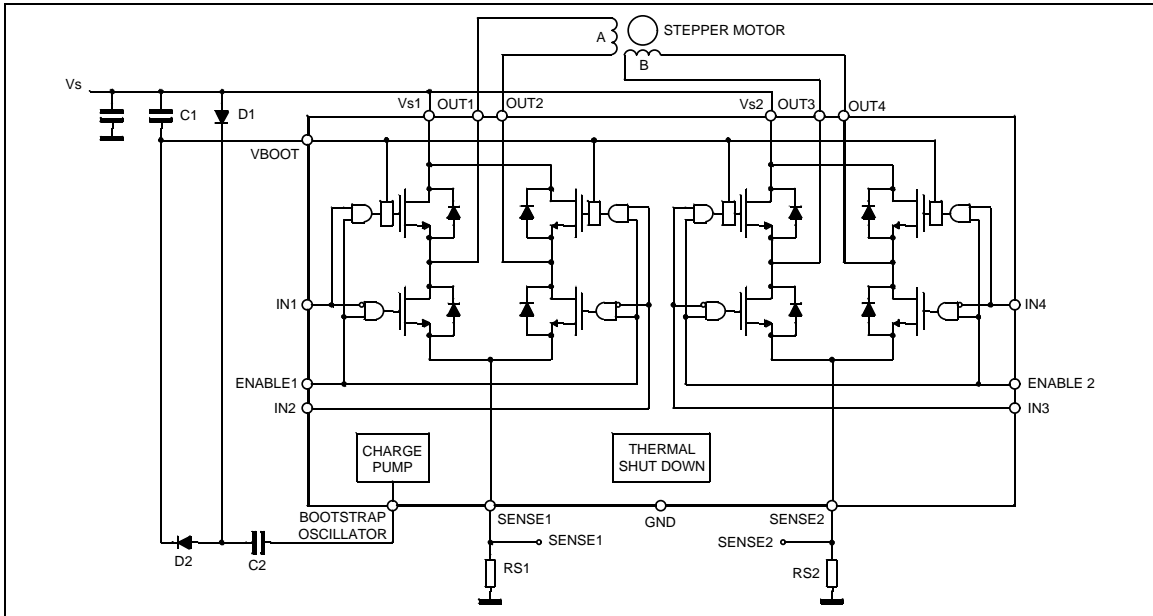 A
STEPPER MOTOR
B
Vs
C1
D1
Vs1
OUT1
OUT2
Vs2
OUT3
OUT4
VBOOT
IN1
IN4
ENABLE1
ENABLE 2
IN2
IN3
CHARGE
PUMP
THERMAL
SHUT DOWN
BOOTSTRAP
OSCILLATOR
SENSE1
GND
SENSE2
D2
C2
SENSE1
SENSE2
RS1
RS2